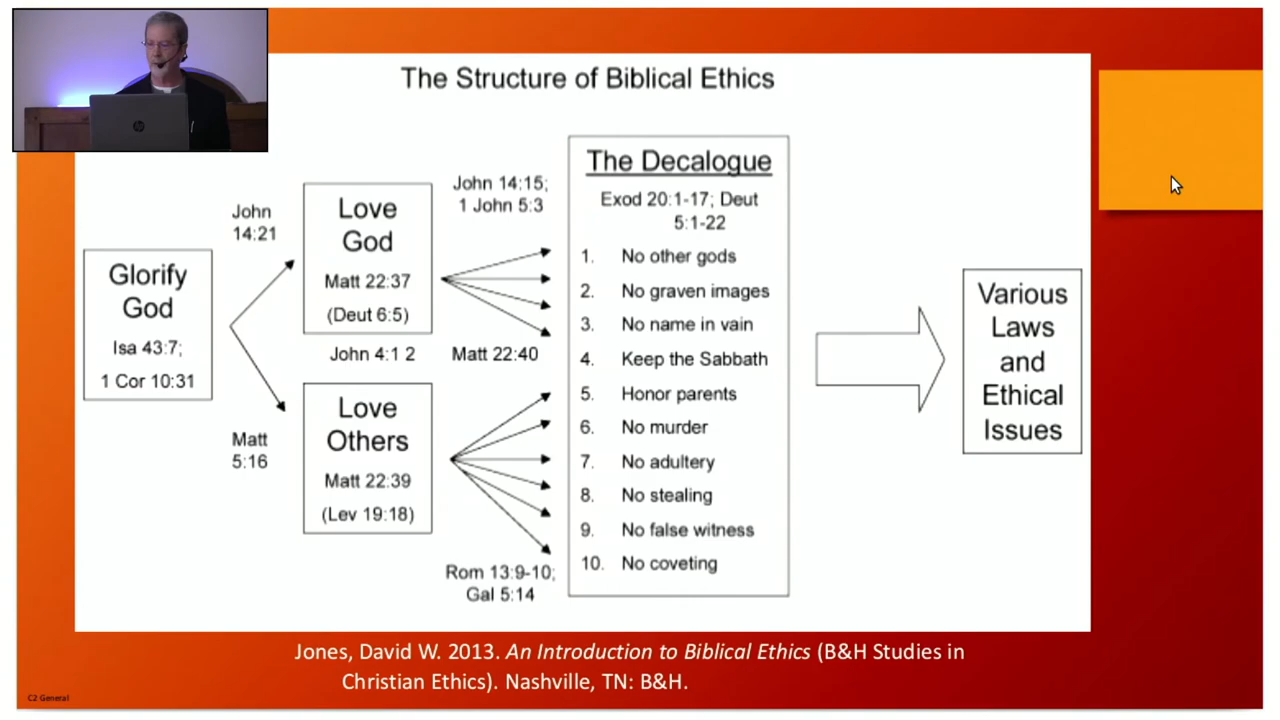 The Structure of Biblical Ethics
Glorify
God
Isa 43:7;
1 Cor 10:31
John
14:21
Matt
5:16
Love
God
Matt 22:37
(Deut 6:5)
John 4:1 2
Love
Others
Matt 22:39
(Lev 19:18)
John 14:15;
1 John 5:3
Matt 22:40
Rom 13:9-10;
Gal 5:14
The Decalogue
Exod 20:1-17; Deut
5:1-22
1. No other gods
2. No graven images
3. No name in vain
4. Keep the Sabbath
5. Honor parents
6. No murder
7. No adultery
8. No stealing
9. No false witness
10. No coveting
Various
Laws
and
Ethical
Issues
Jones, David W. 2013. An Introduction to Biblical Ethics (B&H Studies in
Christian Ethics). Nashville, TN: B&H.
C2 General
hp